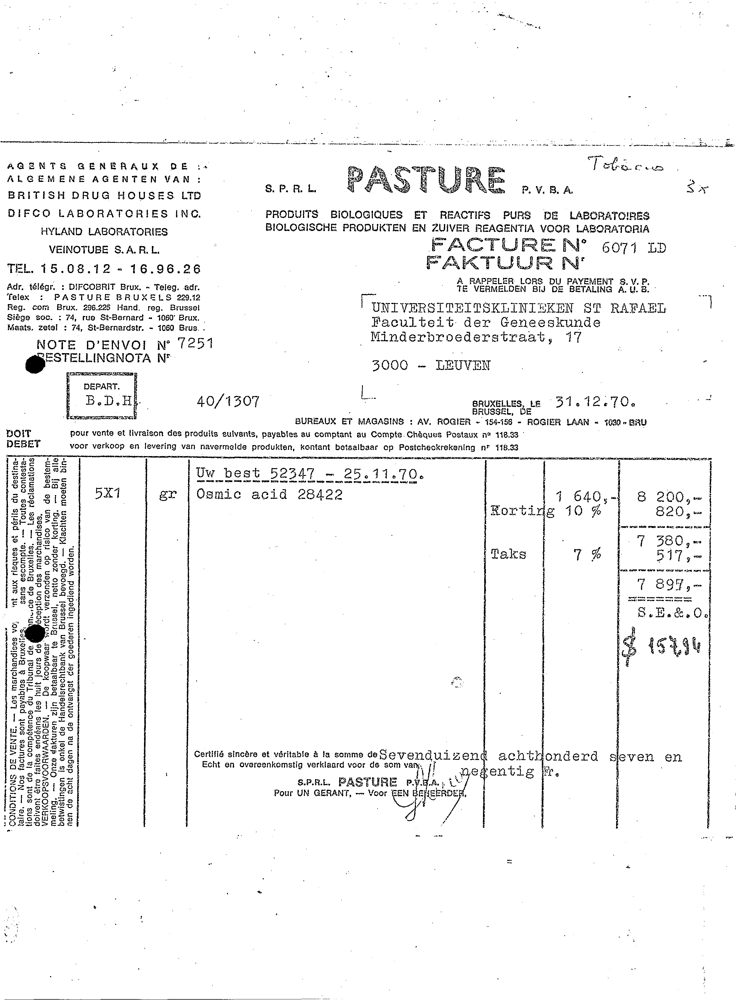 AGENTS GENERAUX DE :
ALGEMENE AGENTEN VAN :
BRITISH DRUG HOUSES LTD
DIFCO LABORATORIES INC.
HYLAND LABORATORIES
VEINOTUBE S.A.R.L.
TEL. 15.08.12 - 16.96.26
Adr. télégr. : DIFCOBRIT Brux. - Teleg. adr.
Telex : PASTURE BRUXELS 229.12
Reg. com Brux. 296.225 Hand. reg. Brussel
Siège soc. : 74, rue St-Bernard - 1060 Brux.
Maats. zetel : 74, St-Bernardstr. - 1060 Brus.
NOTE D'ENVOI N° 7251
BESTELLINGNOTA Nr
DEPART.
B.D.H
40/1307
3x
S. P. R. L. PASTURE P. V. B. A.
PRODUITS BIOLOGIQUES ET REACTIFS PURS DE LABORATOIRES
BIOLOGISCHE PRODUKTEN EN ZUIVER REAGENTIA VOOR LABORATORIA
FACTURE N° 6071 LD
FAKTUUR Nr
A RAPPELER LORS DU PAYEMENT S. V. P.
TE VERMELDEN BIJ DE BETALING A. U. B.
UNIVERSITEITSKLINIEKEN ST RAFAEL
Faculteit der Geneeskunde
Minderbroederstraat, 17
3000 - LEUVEN
BRUXELLES, LE 31.12.70.
BRUSSEL, DE
BUREAUX ET MAGASINS : AV. ROGIER - 154-156 - ROGIER LAAN - 1030 - BRU
DOIT pour vente et livraison des produits suivants, payables au comptant au Compte Chèques Postaux n° 118.33
DEBET voor verkoop en levering van navermelde produkten, kontant betaalbaar op Postcheckrekening nr 118.33
Uw best 52347 - 25.11.70.
5X1 gr Osmic acid 28422 1 640,- 8 200,-
Korting 10 % 820,-
7 380,-
Taks 7 % 517,-
7 897,-
S.E.&.O.
$ 157,94
CONDITIONS DE VENTE. — Les marchandises aux risques et périls du destina-
taire. — Nos factures sont payables à Bruxelles, sans escompte. — Toutes contesta-
tions sont de la compétence du Tribunal de de Bruxelles. — Les réclamations
doivent être faites endéans les huit jours de réception des marchandises.
VERKOOPSVOORWAARDEN. — De koopwaar wordt verzonden op risico van de bestem-
meling. — Onze fakturen zijn betaalbaar te Brussel, netto zonder korting. — Bij alle
betwistingen is enkel de Handelsrechtbank van Brussel bevoegd. — Klachten moeten bin-
nen de acht dagen na de ontvangst der goederen ingediend worden.
Certifié sincère et véritable à la somme de Sevenduizend achthonderd seven en
Echt en overeenkomstig verklaard voor de som van negentig Fr.
S.P.R.L. PASTURE P.V.B.A.
Pour UN GERANT, — Voor EEN BEHEERDER,